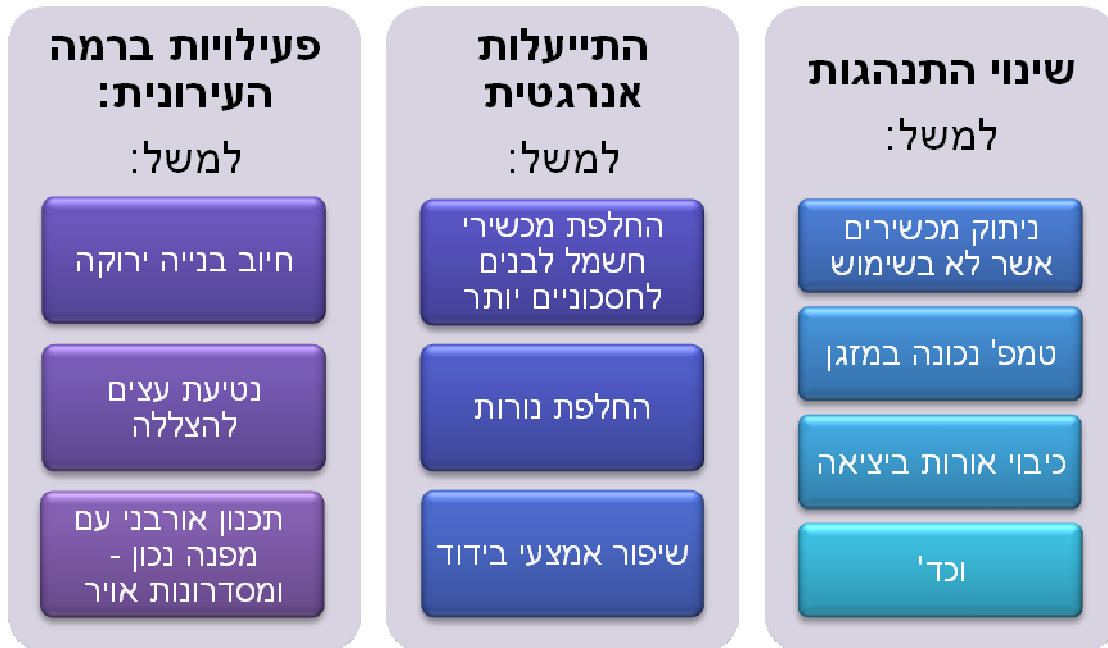 שינוי התנהגות
למשל:
ניתוק מכשירים
אשר לא בשימוש
טמפ' נכונה במזגן
כיבוי אורות ביציאה
וכד'
התייעלות
אנרגטית
למשל:
החלפת מכשירי
חשמל לבנים
לחסכוניים יותר
החלפת נורות
שיפור אמצעי בידוד
פעילויות ברמה
העירונית:
למשל:
חיוב בנייה ירוקה
נטיעת עצים
להצללה
תכנון אורבני עם
מפנה נכון -
ומסדרונות אויר